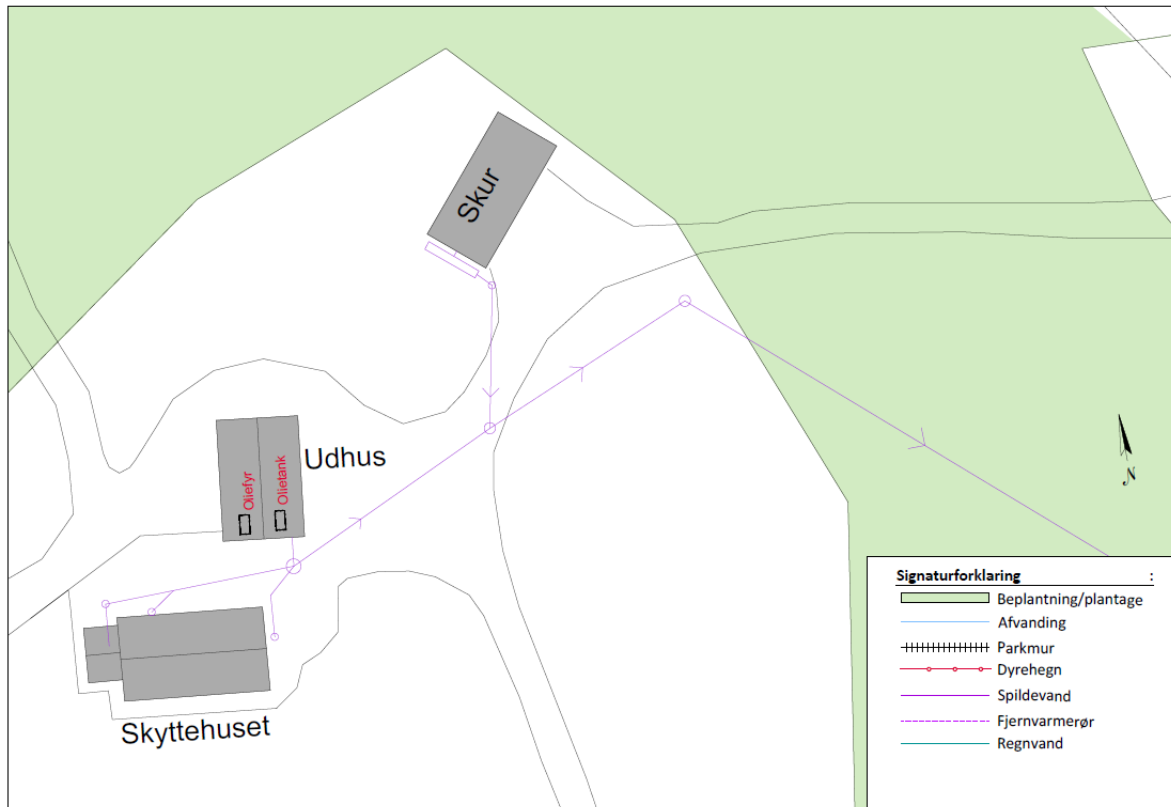 Skur
Udhus
Oliefyr
Olietank
Skyttehuset
N
Signaturforklaring :
Beplantning/plantage
Afvanding
Parkmur
Dyrehegn
Spildevand
Fjernvarmerør
Regnvand